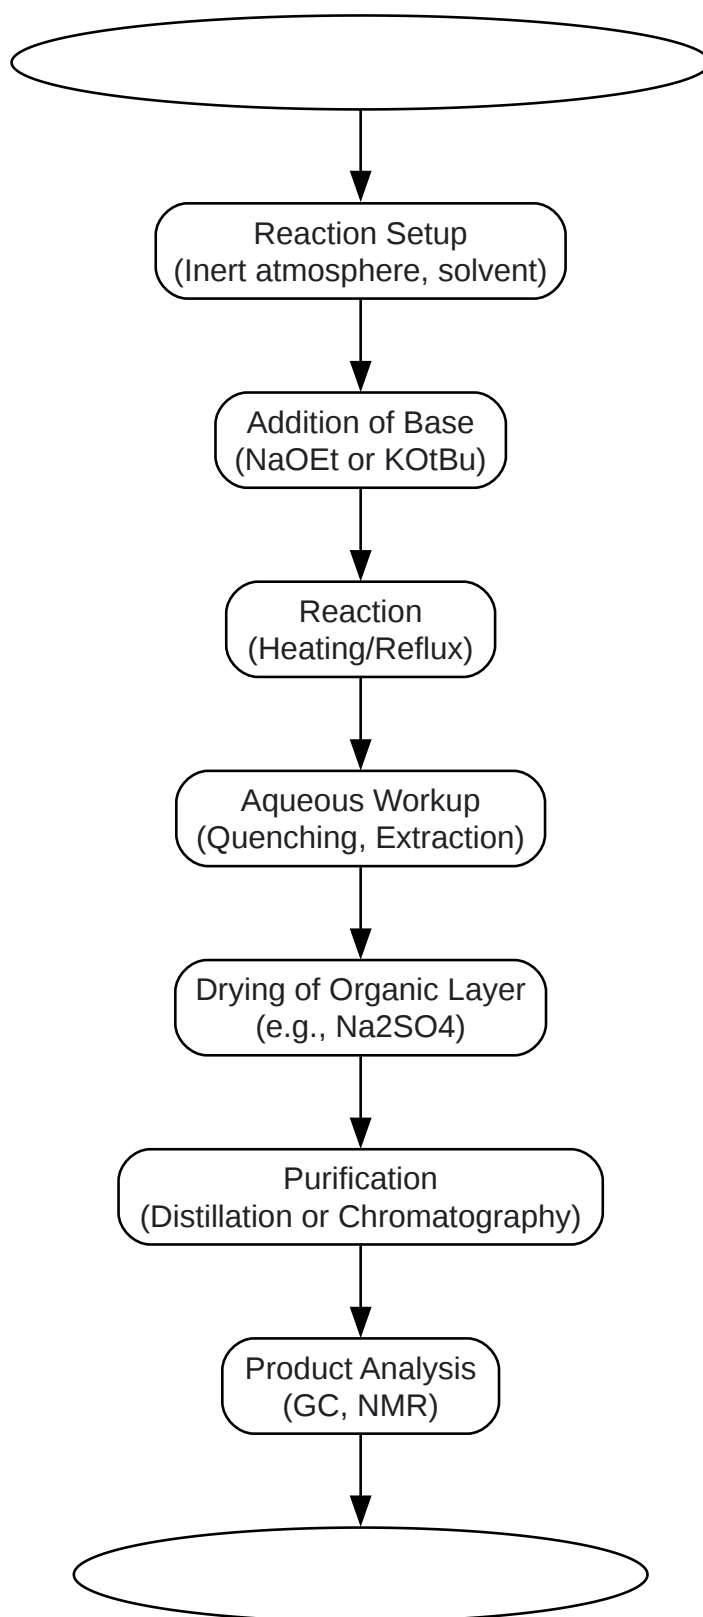 Reaction Setup
(Inert atmosphere, solvent)
Addition of Base
(NaOEt or KOtBu)
Reaction
(Heating/Reflux)
Aqueous Workup
(Quenching, Extraction)
Drying of Organic Layer
(e.g., Na2SO4)
Purification
(Distillation or Chromatography)
Product Analysis
(GC, NMR)